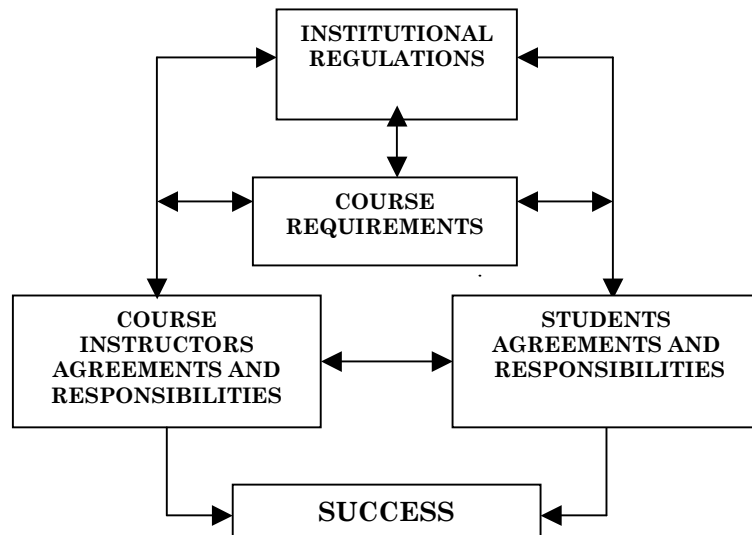 INSTITUTIONAL
REGULATIONS
COURSE
REQUIREMENTS
COURSE
INSTRUCTORS
AGREEMENTS AND
RESPONSIBILITIES
STUDENTS
AGREEMENTS AND
RESPONSIBILITIES
SUCCESS